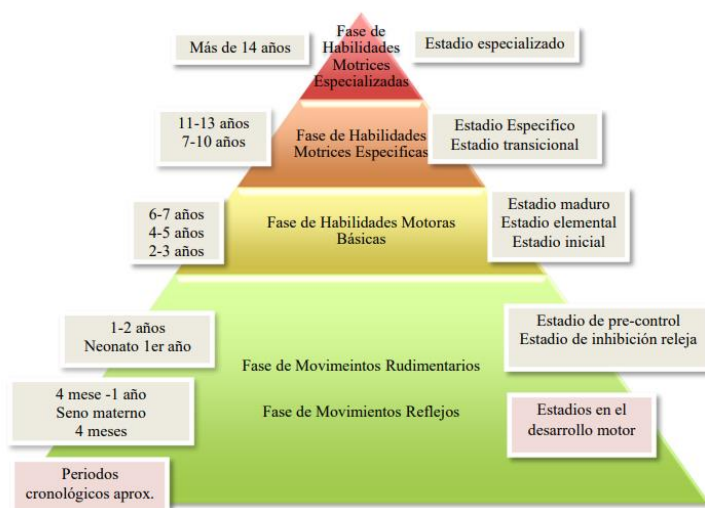 Más de 14 años
Fase de
Habilidades
Motrices
Especializadas
Estadio especializado
11-13 años
7-10 años
Fase de Habilidades
Motrices Especificas
Estadio Especifico
Estadio transicional
6-7 años
4-5 años
2-3 años
Fase de Habilidades Motoras
Básicas
Estadio maduro
Estadio elemental
Estadio inicial
1-2 años
Neonato 1er año
Fase de Movimeintos Rudimentarios
Estadio de pre-control
Estadio de inhibición releja
4 mese -1 año
Seno materno
4 meses
Fase de Movimientos Reflejos
Estadios en el
desarrollo motor
Periodos
cronológicos aprox.